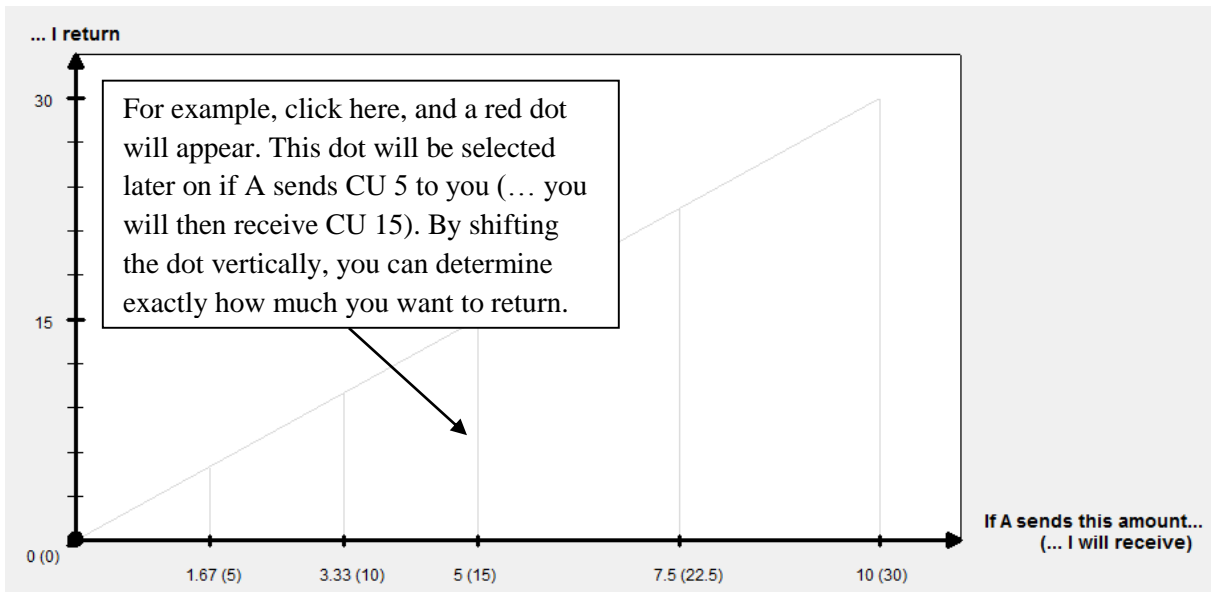 ... I return
30
For example, click here, and a red dot
will appear. This dot will be selected
later on if A sends CU 5 to you (… you
will then receive CU 15). By shifting
the dot vertically, you can determine
exactly how much you want to return.
15
If A sends this amount...
(... I will receive)
0 (0)
1.67 (5)
3.33 (10)
5 (15)
7.5 (22.5)
10 (30)